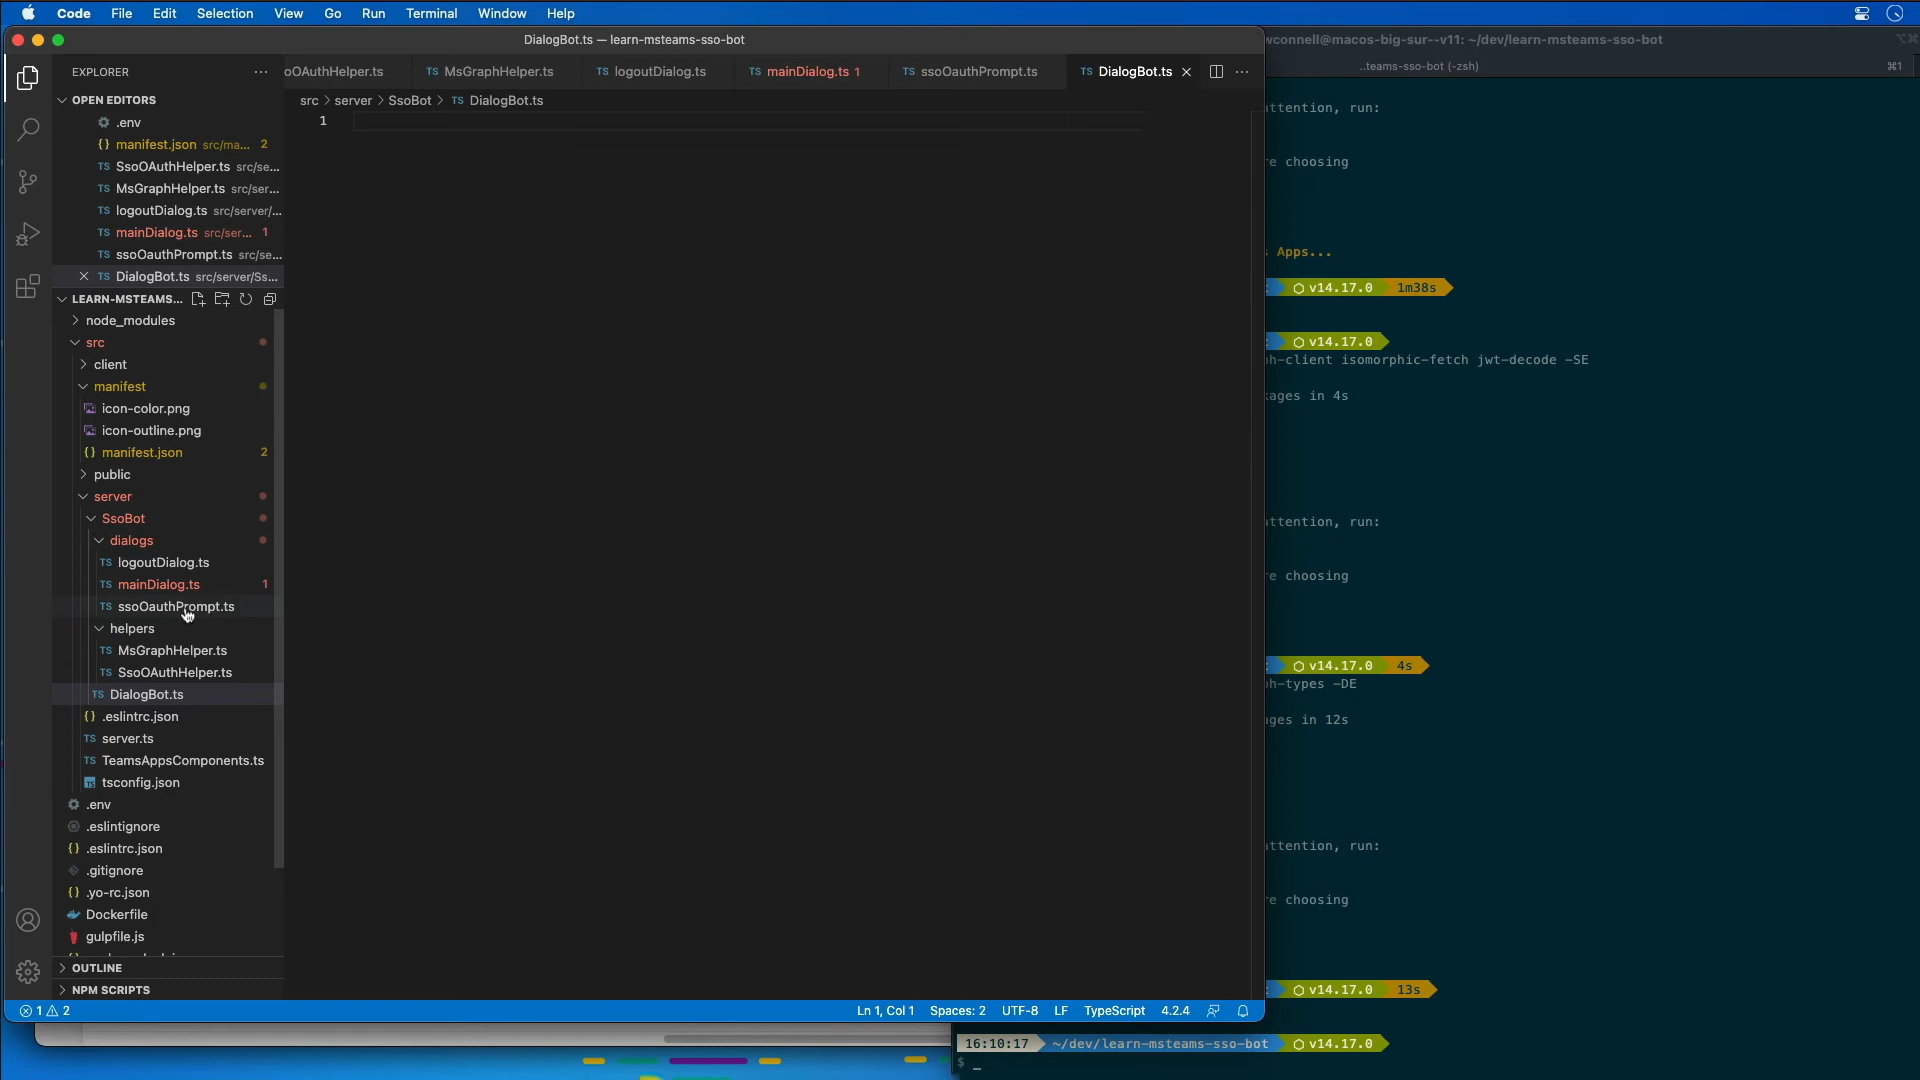 Code File Edit Selection View Go Run Terminal Window Help
DialogBot.ts — learn-msteams-sso-bot
wconnell@macos-big-sur--v11: ~/dev/learn-msteams-sso-bot
..teams-sso-bot (-zsh) ⌘1
EXPLORER
oOAuthHelper.ts TS MsGraphHelper.ts TS logoutDialog.ts TS mainDialog.ts 1 TS ssoOauthPrompt.ts TS DialogBot.ts
src > server > SsoBot > TS DialogBot.ts
1
OPEN EDITORS
.env
{} manifest.json src/ma... 2
TS SsoOAuthHelper.ts src/se...
TS MsGraphHelper.ts src/ser...
TS logoutDialog.ts src/server/...
TS mainDialog.ts src/ser... 1
TS ssoOauthPrompt.ts src/se...
TS DialogBot.ts src/server/Ss...
LEARN-MSTEAMS...
node_modules
src
client
manifest
icon-color.png
icon-outline.png
{} manifest.json 2
public
server
SsoBot
dialogs
TS logoutDialog.ts
TS mainDialog.ts 1
TS ssoOauthPrompt.ts
helpers
TS MsGraphHelper.ts
TS SsoOAuthHelper.ts
TS DialogBot.ts
{} .eslintrc.json
TS server.ts
TS TeamsAppsComponents.ts
TS tsconfig.json
.env
.eslintignore
{} .eslintrc.json
.gitignore
{} .yo-rc.json
Dockerfile
gulpfile.js
OUTLINE
NPM SCRIPTS
1 2
Ln 1, Col 1 Spaces: 2 UTF-8 LF TypeScript 4.2.4
ttention, run:
re choosing
s Apps...
v14.17.0 1m38s
v14.17.0
ph-client isomorphic-fetch jwt-decode -SE
kages in 4s
ttention, run:
re choosing
v14.17.0 4s
ph-types -DE
ages in 12s
ttention, run:
re choosing
v14.17.0 13s
16:10:17 ~/dev/learn-msteams-sso-bot v14.17.0
$ _